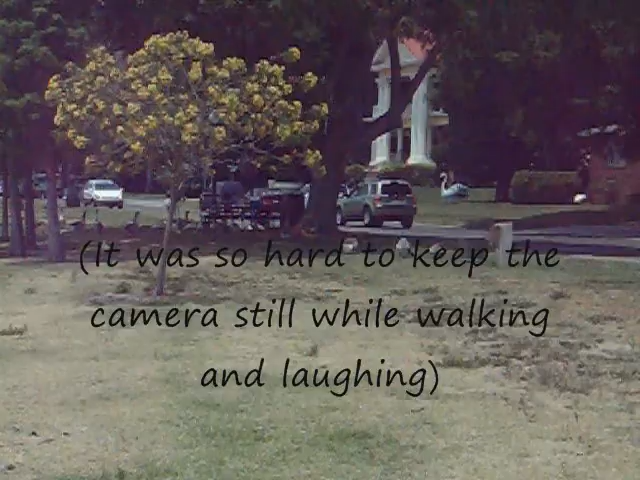 (It was so hard to keep the
camera still while walking
and laughing)